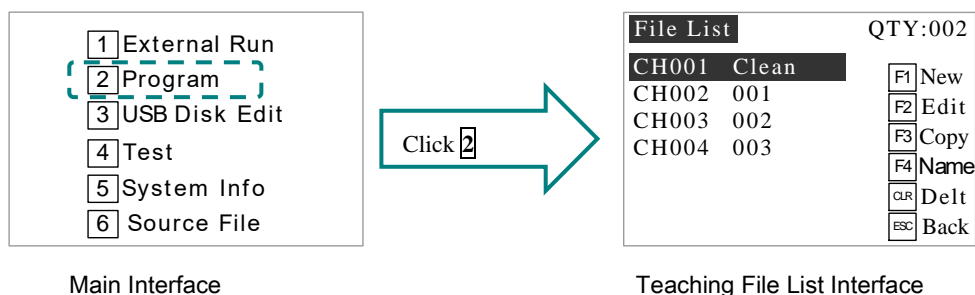 1 External Run
2 Program
3 USB Disk Edit
4 Test
5 System Info
6 Source File
Main Interface
Click 2
File List QTY:002
CH001 Clean
CH002 001
CH003 002
CH004 003
F1 New
F2 Edit
F3 Copy
F4 Name
CLR Delt
ESC Back
Teaching File List Interface